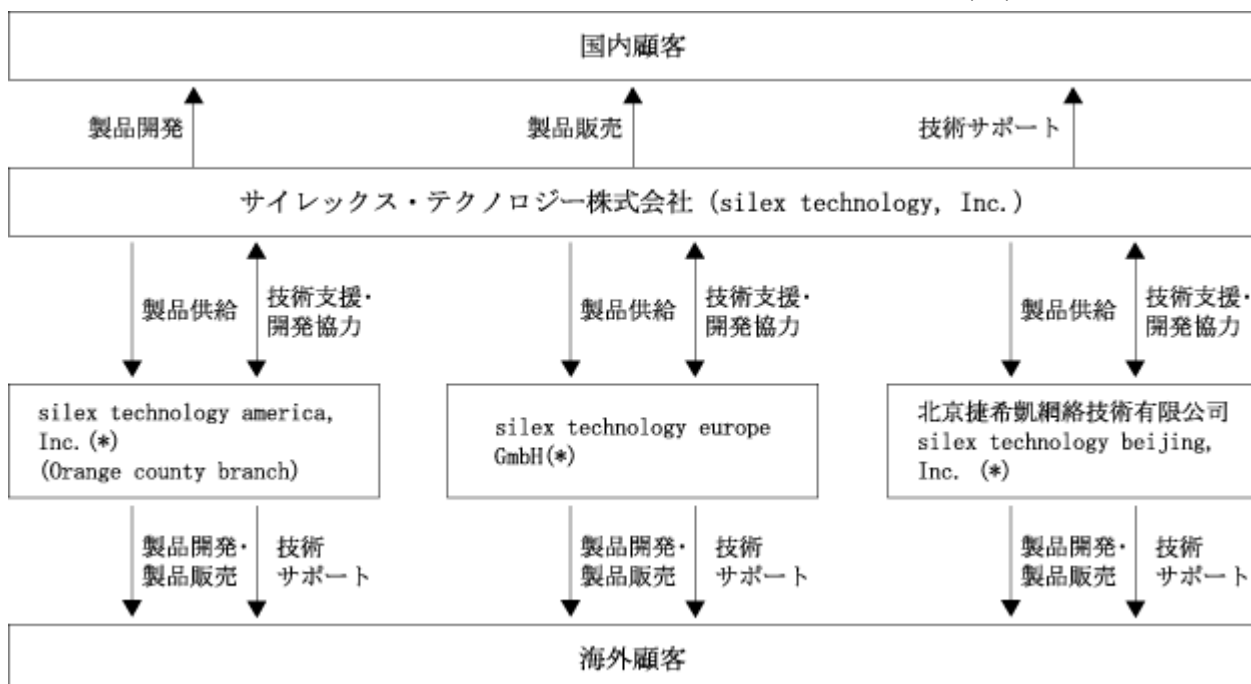 国内顧客
製品開発
製品販売
技術サポート
サイレックス・テクノロジー株式会社 (silex technology, Inc.)
製品供給
技術支援・
開発協力
製品供給
技術支援・
開発協力
製品供給
技術支援・
開発協力
silex technology america,
Inc.(*)
(Orange county branch)
silex technology europe
GmbH(*)
北京捷希凱網絡技術有限公司
silex technology beijing,
Inc. (*)
製品開発・
製品販売
技術
サポート
製品開発・
製品販売
技術
サポート
製品開発・
製品販売
技術
サポート
海外顧客